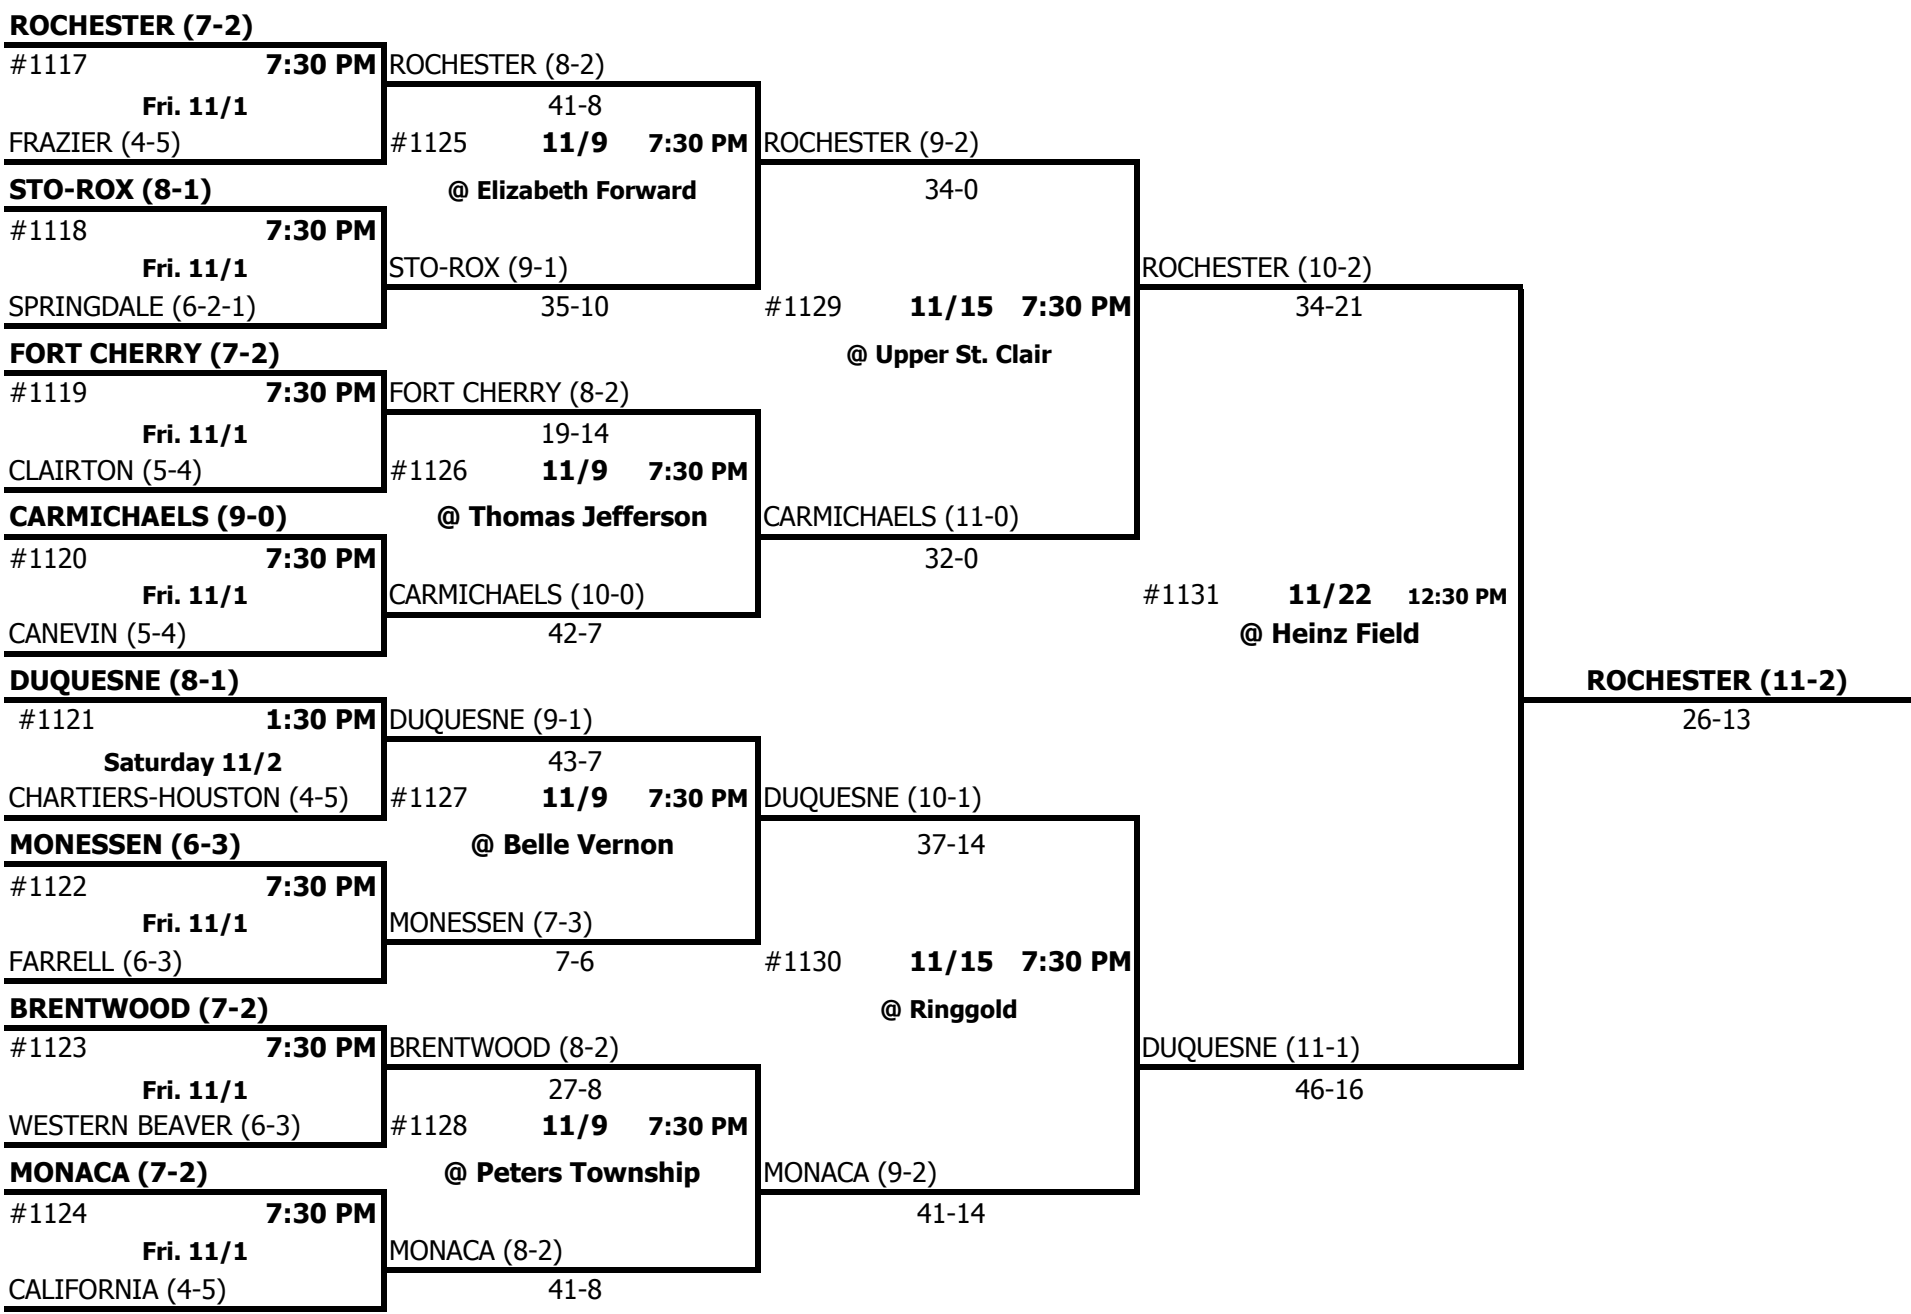 ROCHESTER (7-2)
#1117 7:30 PM
Fri. 11/1
FRAZIER (4-5)
STO-ROX (8-1)
#1118 7:30 PM
Fri. 11/1
SPRINGDALE (6-2-1)
FORT CHERRY (7-2)
#1119 7:30 PM
Fri. 11/1
CLAIRTON (5-4)
CARMICHAELS (9-0)
#1120 7:30 PM
Fri. 11/1
CANEVIN (5-4)
DUQUESNE (8-1)
#1121 1:30 PM
Saturday 11/2
CHARTIERS-HOUSTON (4-5)
MONESSEN (6-3)
#1122 7:30 PM
Fri. 11/1
FARRELL (6-3)
BRENTWOOD (7-2)
#1123 7:30 PM
Fri. 11/1
WESTERN BEAVER (6-3)
MONACA (7-2)
#1124 7:30 PM
Fri. 11/1
CALIFORNIA (4-5)
ROCHESTER (8-2)
41-8
#1125 11/9 7:30 PM
@ Elizabeth Forward
STO-ROX (9-1)
35-10
FORT CHERRY (8-2)
19-14
#1126 11/9 7:30 PM
@ Thomas Jefferson
CARMICHAELS (10-0)
42-7
DUQUESNE (9-1)
43-7
#1127 11/9 7:30 PM
@ Belle Vernon
MONESSEN (7-3)
7-6
BRENTWOOD (8-2)
27-8
#1128 11/9 7:30 PM
@ Peters Township
MONACA (8-2)
41-8
ROCHESTER (9-2)
34-0
#1129 11/15 7:30 PM
@ Upper St. Clair
CARMICHAELS (11-0)
32-0
DUQUESNE (10-1)
37-14
#1130 11/15 7:30 PM
@ Ringgold
MONACA (9-2)
41-14
ROCHESTER (10-2)
34-21
#1131 11/22 12:30 PM
@ Heinz Field
DUQUESNE (11-1)
46-16
ROCHESTER (11-2)
26-13